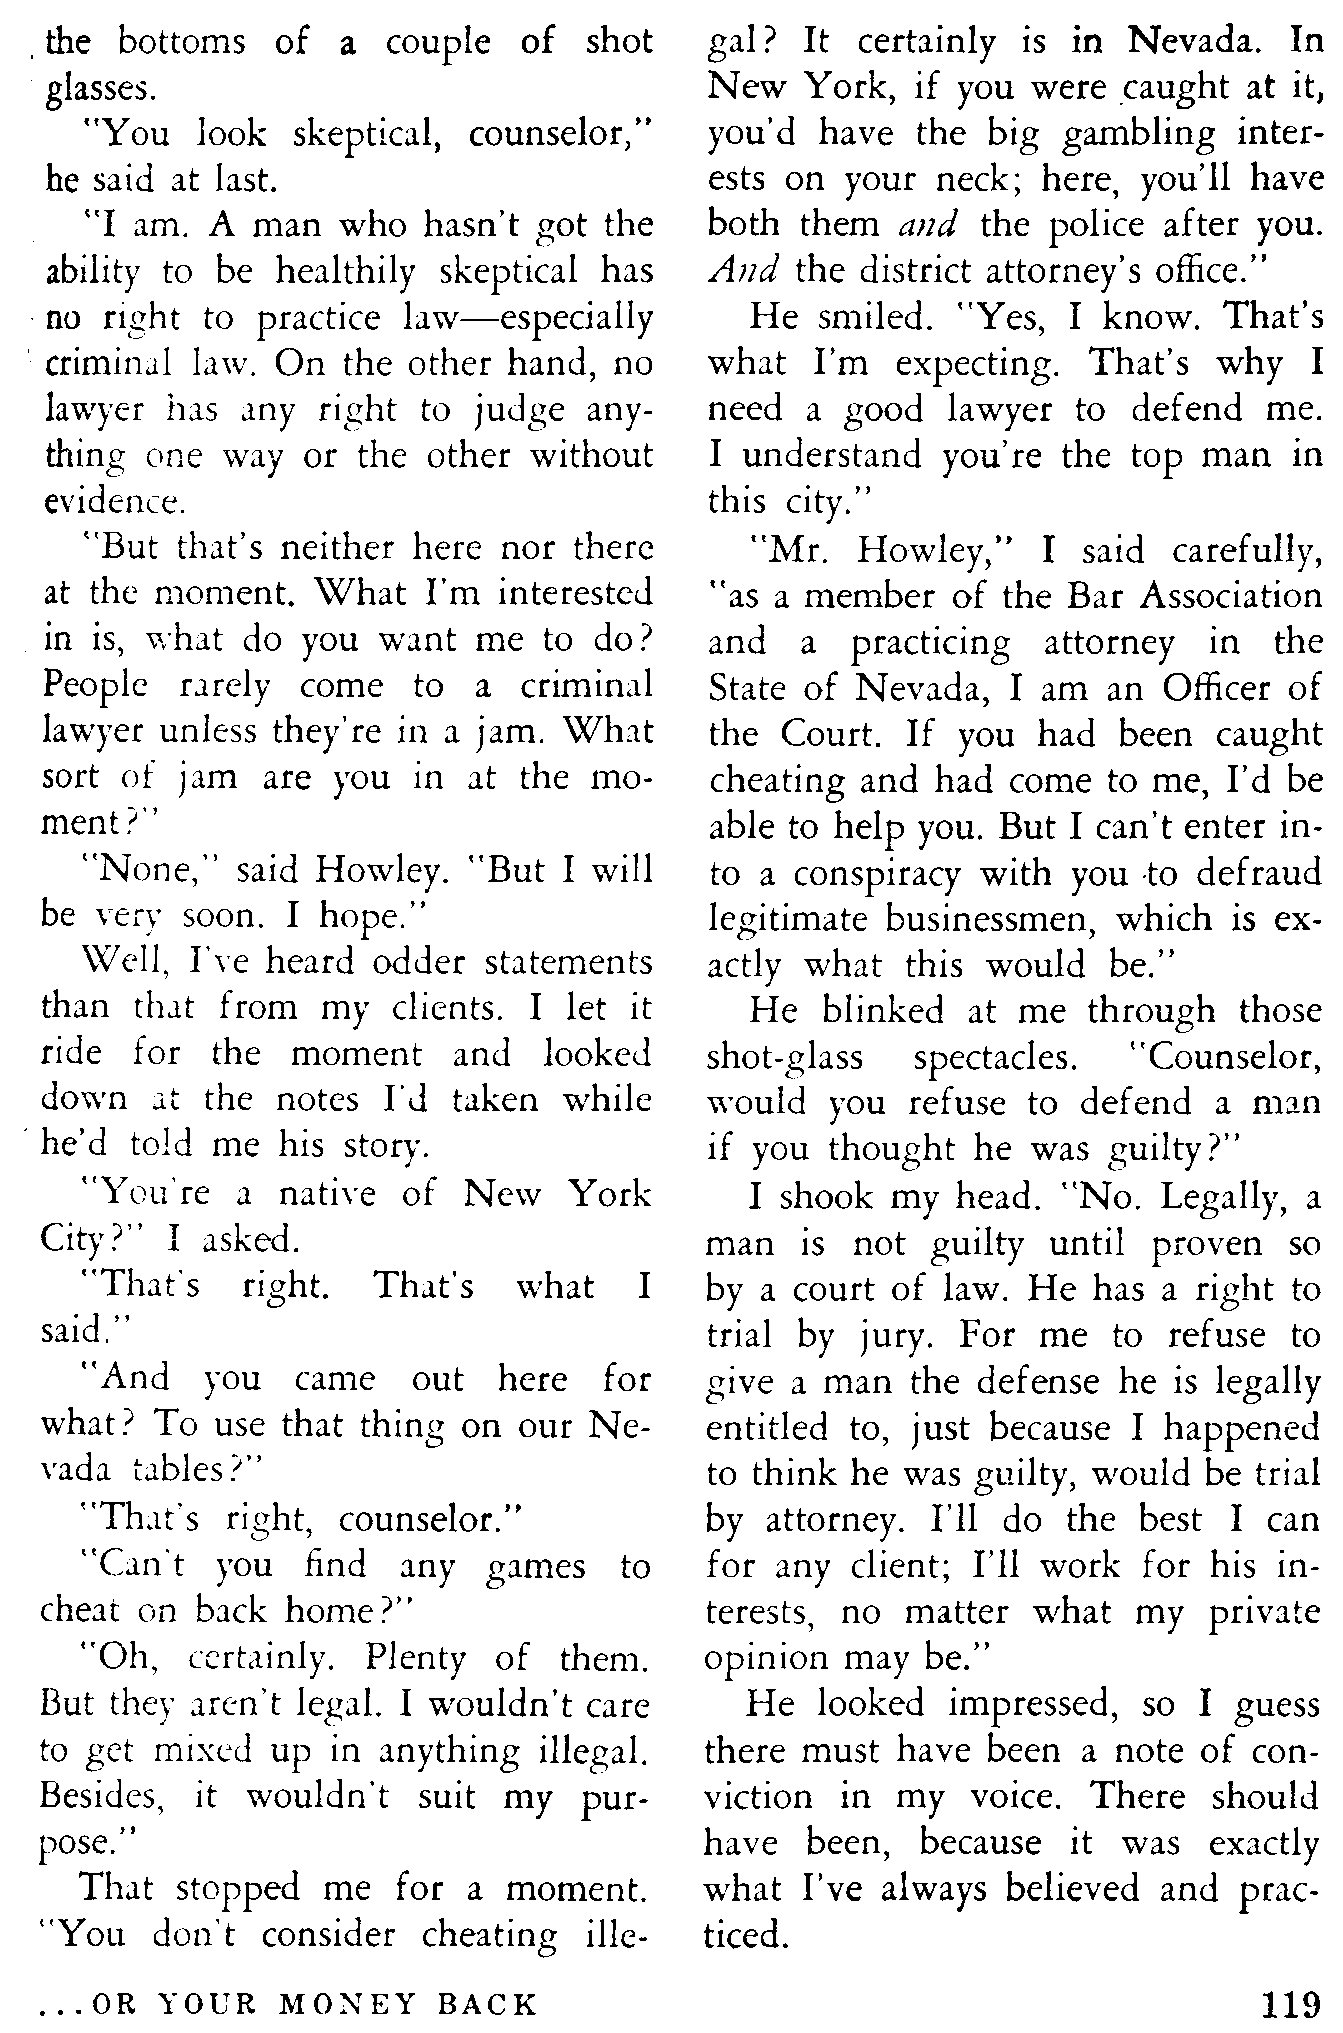 the bottoms of a couple of shot
glasses.
"You look skeptical, counselor,"
he said at last.
"I am. A man who hasn't got the
ability to be healthily skeptical has
no right to practice law—especially
criminal law. On the other hand, no
lawyer has any right to judge any-
thing one way or the other without
evidence.
"But that's neither here nor there
at the moment. What I'm interested
in is, what do you want me to do?
People rarely come to a criminal
lawyer unless they're in a jam. What
sort of jam are you in at the mo-
ment?"
"None," said Howley. "But I will
be very soon. I hope."
Well, I've heard odder statements
than that from my clients. I let it
ride for the moment and looked
down at the notes I'd taken while
he'd told me his story.
"You're a native of New York
City?" I asked.
"That's right. That's what I
said."
"And you came out here for
what? To use that thing on our Ne-
vada tables?"
"That's right, counselor."
"Can't you find any games to
cheat on back home?"
"Oh, certainly. Plenty of them.
But they aren't legal. I wouldn't care
to get mixed up in anything illegal.
Besides, it wouldn't suit my pur-
pose."
That stopped me for a moment.
"You don't consider cheating ille-
gal? It certainly is in Nevada. In
New York, if you were caught at it,
you'd have the big gambling inter-
ests on your neck; here, you'll have
both them and the police after you.
And the district attorney's office."
He smiled. "Yes, I know. That's
what I'm expecting. That's why I
need a good lawyer to defend me.
I understand you're the top man in
this city."
"Mr. Howley," I said carefully,
"as a member of the Bar Association
and a practicing attorney in the
State of Nevada, I am an Officer of
the Court. If you had been caught
cheating and had come to me, I'd be
able to help you. But I can't enter in-
to a conspiracy with you to defraud
legitimate businessmen, which is ex-
actly what this would be."
He blinked at me through those
shot-glass spectacles. "Counselor,
would you refuse to defend a man
if you thought he was guilty?"
I shook my head. "No. Legally, a
man is not guilty until proven so
by a court of law. He has a right to
trial by jury. For me to refuse to
give a man the defense he is legally
entitled to, just because I happened
to think he was guilty, would be trial
by attorney. I'll do the best I can
for any client; I'll work for his in-
terests, no matter what my private
opinion may be."
He looked impressed, so I guess
there must have been a note of con-
viction in my voice. There should
have been, because it was exactly
what I've always believed and prac-
ticed.
...OR YOUR MONEY BACK
119